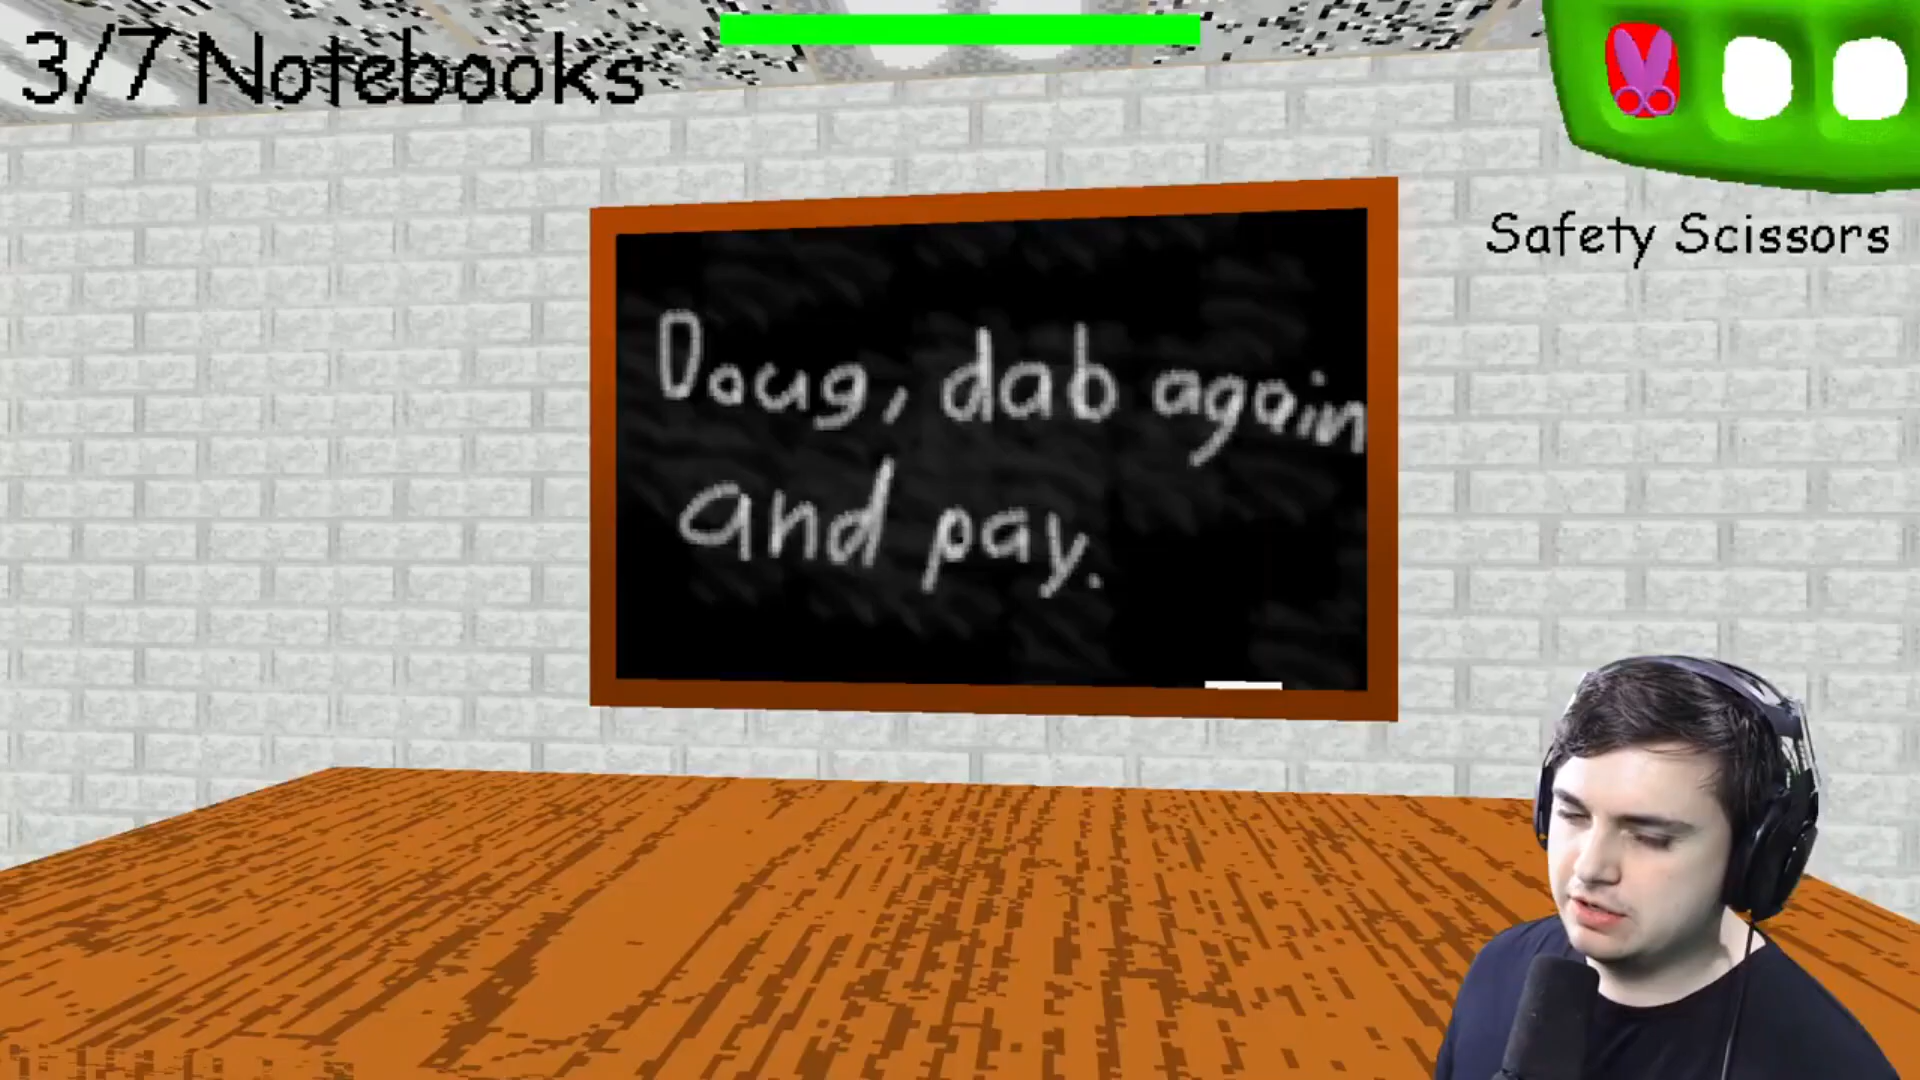 3/7 Notebooks
Safety Scissors
Doug, dab again
and pay.